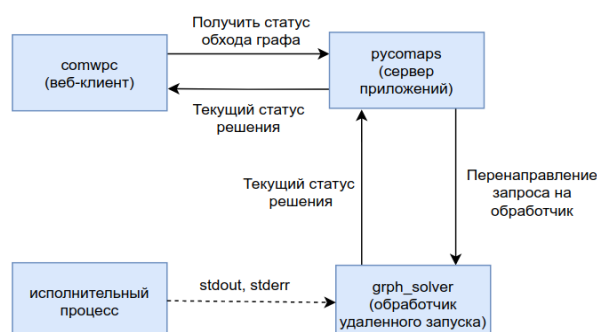 Получить статус
обхода графа
comwpc
(веб-клиент)
pycomaps
(сервер
приложений)
Текущий статус
решения
Текущий статус
решения
Перенаправление
запроса на
обработчик
исполнительный
процесс
stdout, stderr
grph_solver
(обработчик
удаленного запуска)